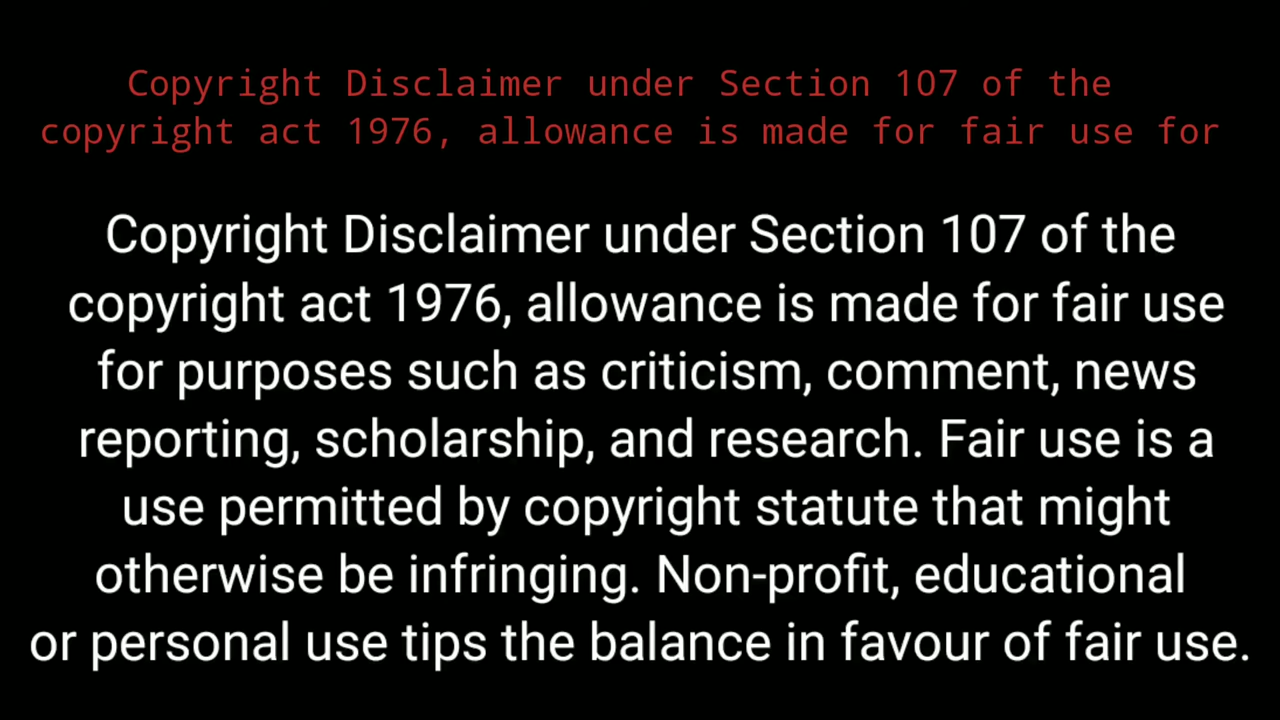 Copyright Disclaimer under Section 107 of the
copyright act 1976, allowance is made for fair use for
Copyright Disclaimer under Section 107 of the
copyright act 1976, allowance is made for fair use
for purposes such as criticism, comment, news
reporting, scholarship, and research. Fair use is a
use permitted by copyright statute that might
otherwise be infringing. Non-profit, educational
or personal use tips the balance in favour of fair use.